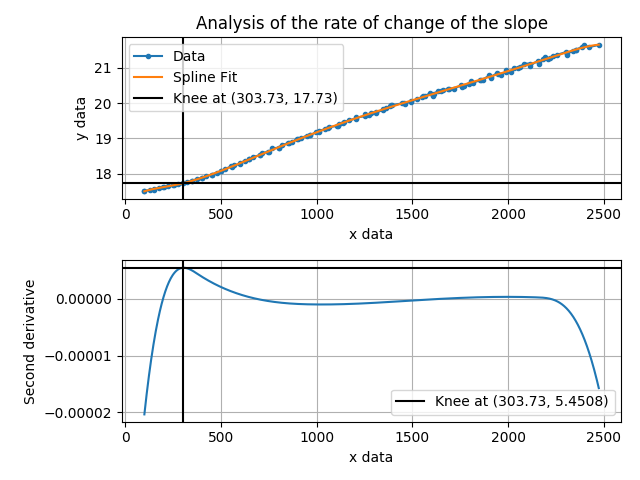 Analysis of the rate of change of the slope
Data
Spline Fit
Knee at (303.73, 17.73)
y data
21
20
19
18
0 500 1000 1500 2000 2500
x data
Second derivative
0.00000
−0.00001
−0.00002
Knee at (303.73, 5.4508)
0 500 1000 1500 2000 2500
x data